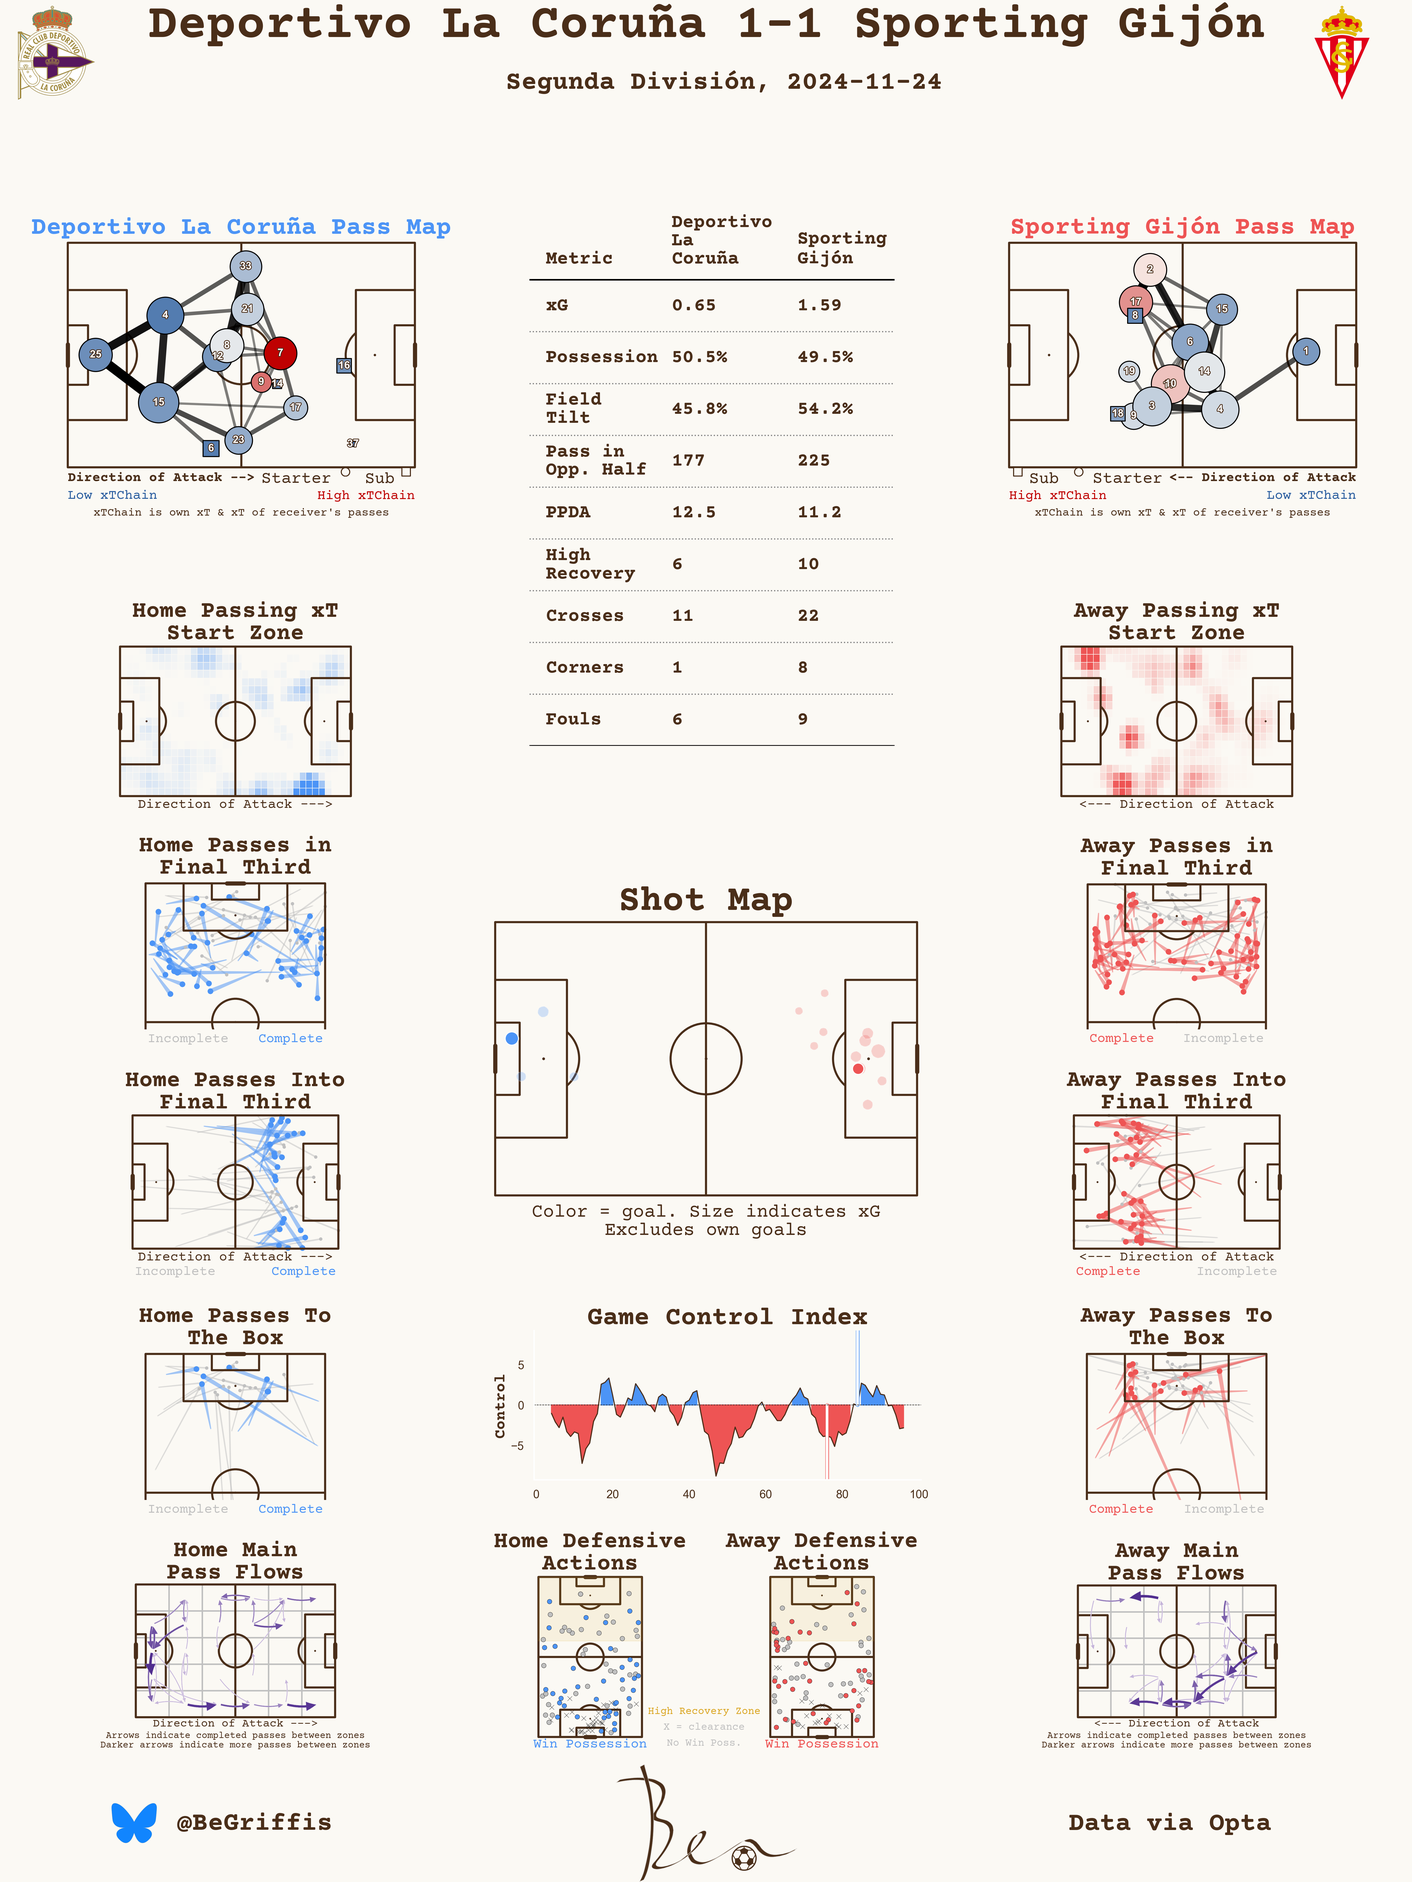 Deportivo La Coruña 1-1 Sporting Gijón
Segunda División, 2024-11-24
REAL CLUB DEPORTIVO
LA CORUÑA
Deportivo La Coruña Pass Map
33
4
21
8
25
12
7
16
9
14
15
17
23
6
37
Direction of Attack --> Starter Sub
Low xTChain High xTChain
xTChain is own xT & xT of receiver's passes
Metric Deportivo La Coruña Sporting Gijón
xG 0.65 1.59
Possession 50.5% 49.5%
Field Tilt 45.8% 54.2%
Pass in Opp. Half 177 225
PPDA 12.5 11.2
High Recovery 6 10
Crosses 11 22
Corners 1 8
Fouls 6 9
Sporting Gijón Pass Map
2
17
8
15
6
1
19
14
10
3
18
9
4
Sub Starter <-- Direction of Attack
High xTChain Low xTChain
xTChain is own xT & xT of receiver's passes
Home Passing xT
Start Zone
Direction of Attack --->
Away Passing xT
Start Zone
<--- Direction of Attack
Home Passes in
Final Third
Incomplete Complete
Away Passes in
Final Third
Complete Incomplete
Shot Map
Color = goal. Size indicates xG
Excludes own goals
Home Passes Into
Final Third
Direction of Attack --->
Incomplete Complete
Away Passes Into
Final Third
<--- Direction of Attack
Complete Incomplete
Home Passes To
The Box
Incomplete Complete
Game Control Index
Control
5
0
−5
0 20 40 60 80 100
Away Passes To
The Box
Complete Incomplete
Home Main
Pass Flows
Direction of Attack --->
Arrows indicate completed passes between zones
Darker arrows indicate more passes between zones
Home Defensive
Actions
Win Possession
High Recovery Zone
X = clearance
No Win Poss.
Away Defensive
Actions
Win Possession
Away Main
Pass Flows
<--- Direction of Attack
Arrows indicate completed passes between zones
Darker arrows indicate more passes between zones
@BeGriffis
Ben
Data via Opta